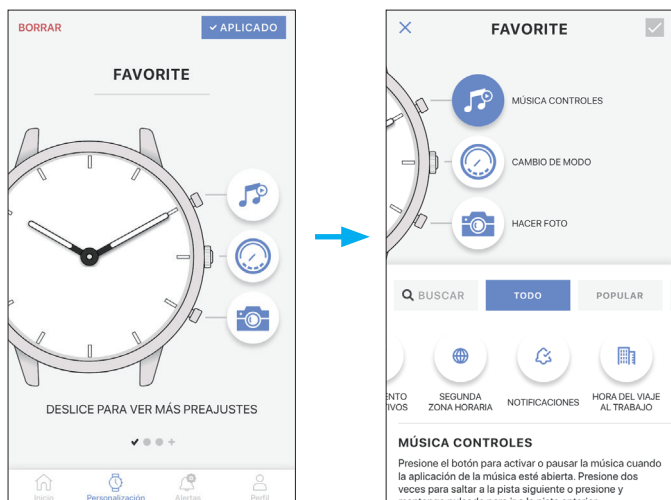 BORRAR
✓ APLICADO
FAVORITE
DESLICE PARA VER MÁS PREAJUSTES
Inicio
Personalización
Alertas
Perfil
FAVORITE
MÚSICA CONTROLES
CAMBIO DE MODO
HACER FOTO
BUSCAR
TODO
POPULAR
SEGUNDA
ZONA HORARIA
NOTIFICACIONES
HORA DEL VIAJE
AL TRABAJO
MÚSICA CONTROLES
Presione el botón para activar o pausar la música cuando
la aplicación de la música esté abierta. Presione dos
veces para saltar a la pista siguiente o presione y